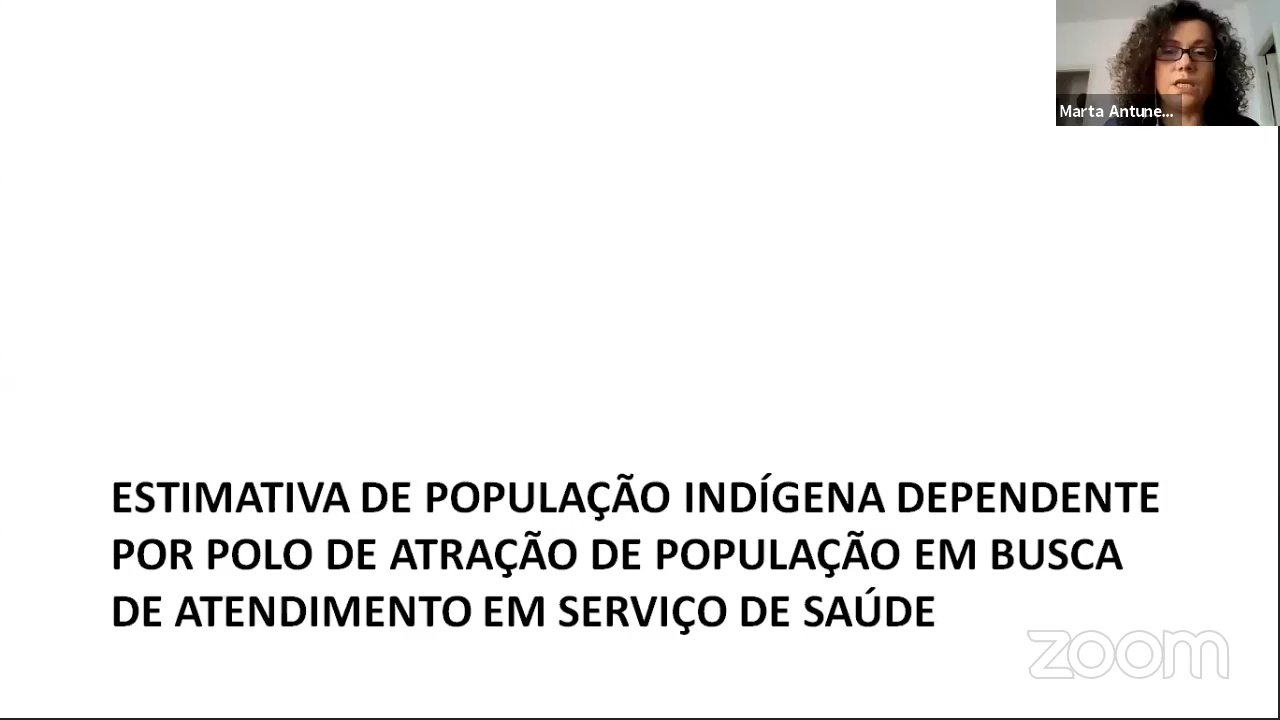 Marta Antune...
ESTIMATIVA DE POPULAÇÃO INDÍGENA DEPENDENTE
POR POLO DE ATRAÇÃO DE POPULAÇÃO EM BUSCA
DE ATENDIMENTO EM SERVIÇO DE SAÚDE
zoom